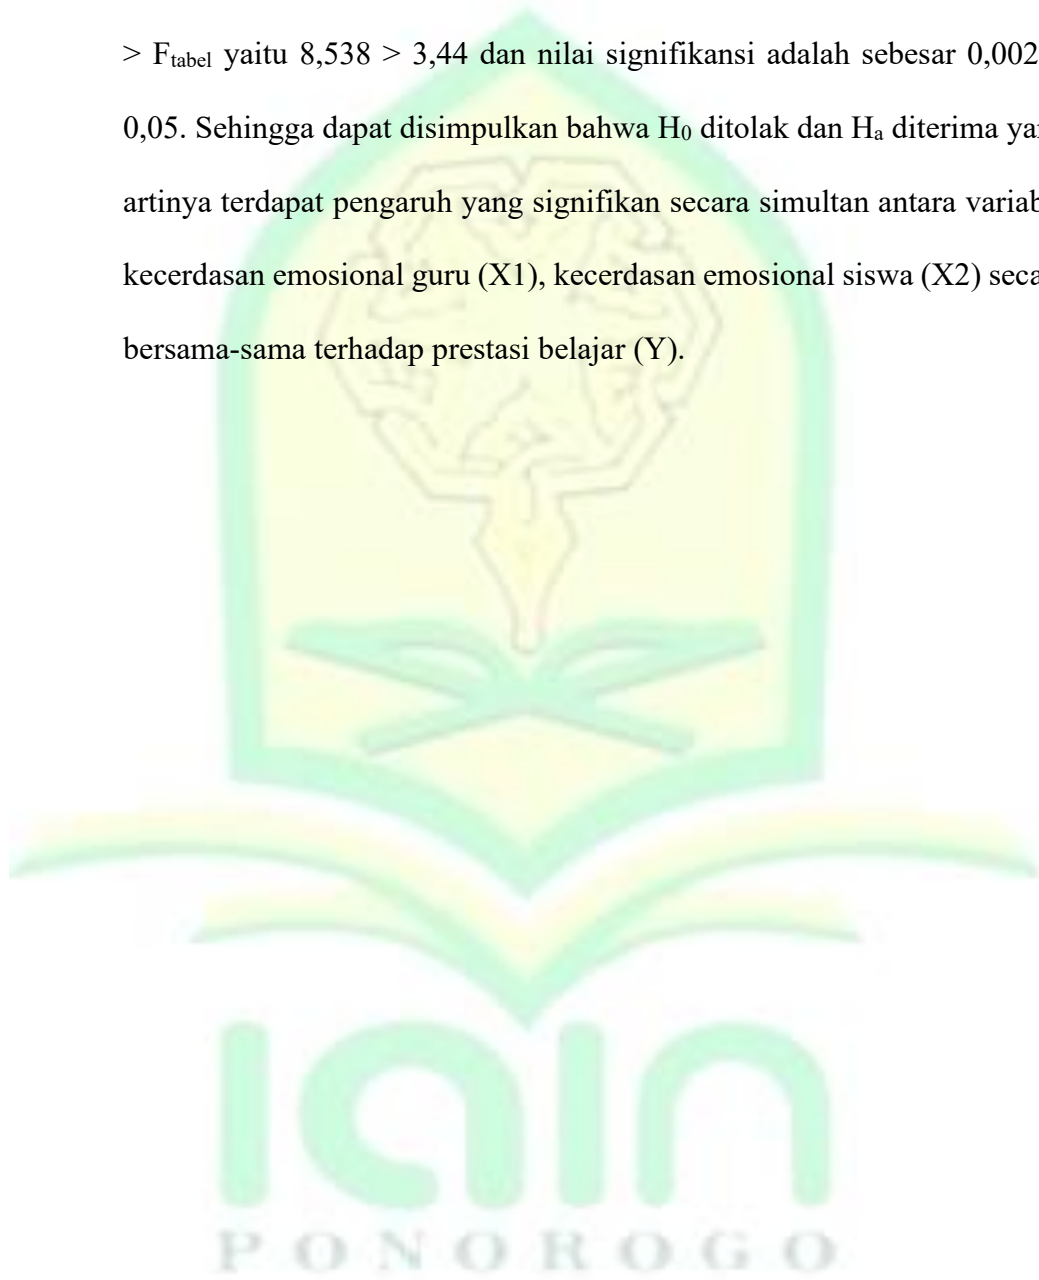 > Ftabel yaitu 8,538 > 3,44 dan nilai signifikansi adalah sebesar 0,002
0,05. Sehingga dapat disimpulkan bahwa H0 ditolak dan Ha diterima
artinya terdapat pengaruh yang signifikan secara simultan antara
kecerdasan emosional guru (X1), kecerdasan emosional siswa (X2)
bersama-sama terhadap prestasi belajar (Y).
iain
PONOROGO